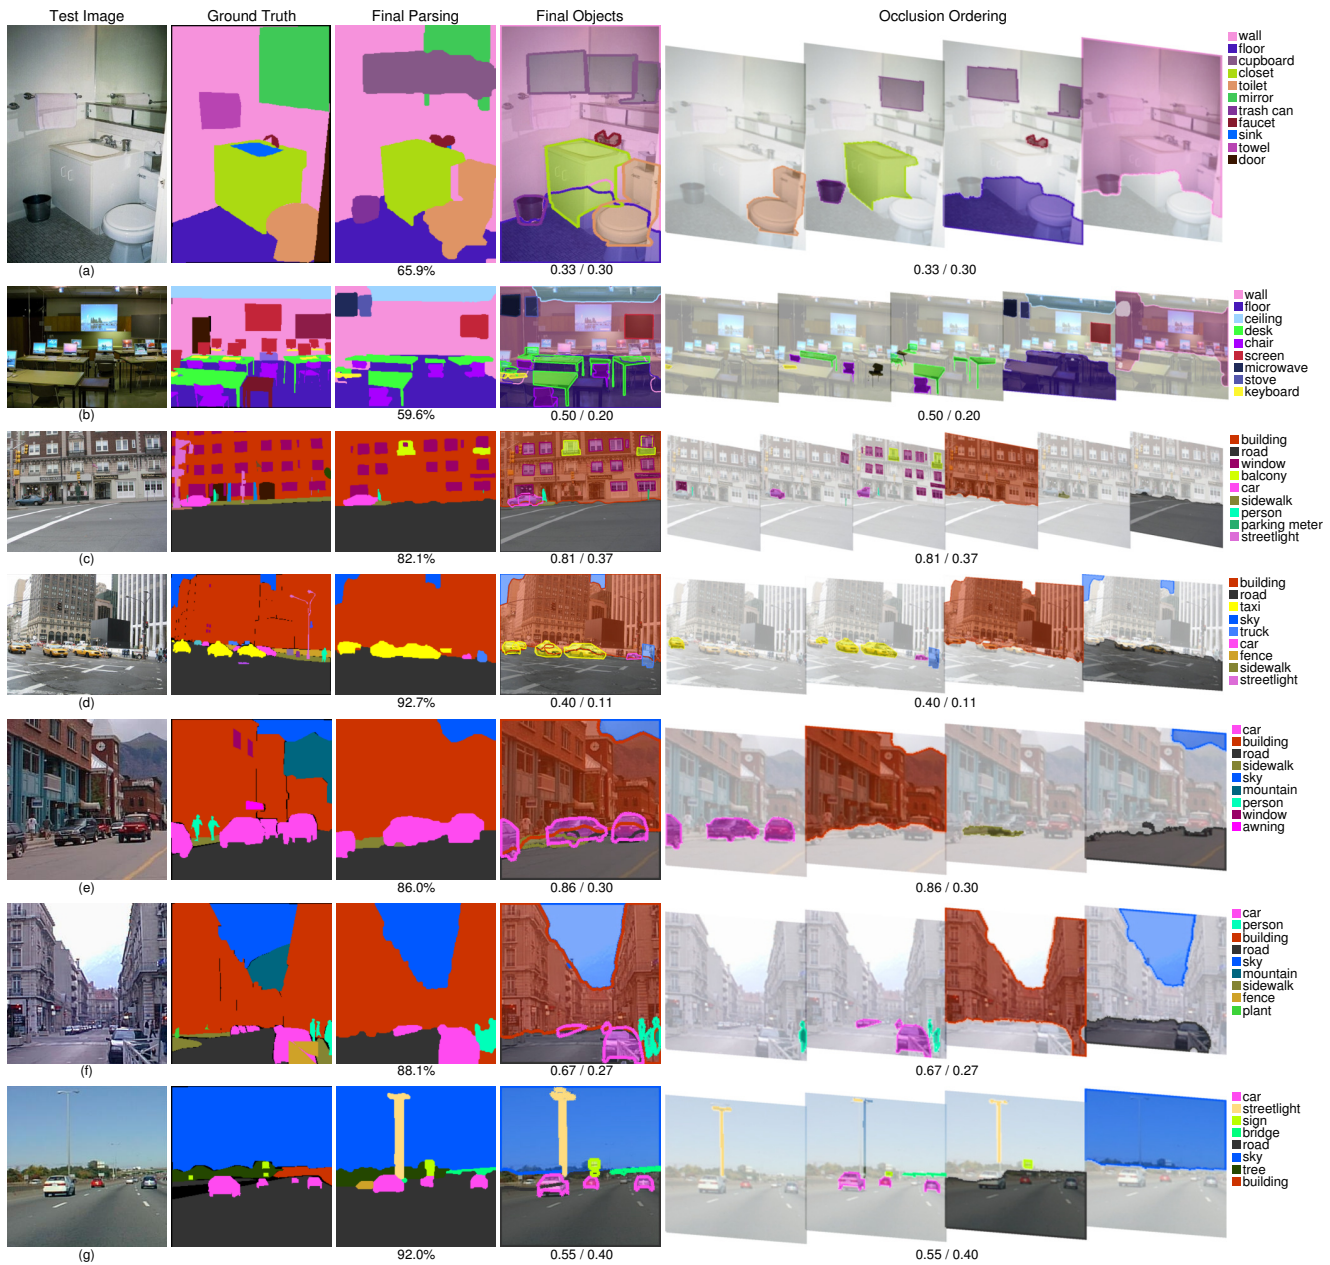 Test Image Ground Truth Final Parsing Final Objects Occlusion Ordering
wall
floor
cupboard
closet
toilet
mirror
trash can
faucet
sink
towel
door
(a) 65.9% 0.33 / 0.30 0.33 / 0.30
wall
floor
ceiling
desk
chair
screen
microwave
stove
keyboard
(b) 59.6% 0.50 / 0.20 0.50 / 0.20
building
road
window
balcony
car
sidewalk
person
parking meter
streetlight
(c) 82.1% 0.81 / 0.37 0.81 / 0.37
building
road
taxi
sky
truck
car
fence
sidewalk
streetlight
(d) 92.7% 0.40 / 0.11 0.40 / 0.11
car
building
road
sidewalk
sky
mountain
person
window
awning
(e) 86.0% 0.86 / 0.30 0.86 / 0.30
car
person
building
road
sky
mountain
sidewalk
fence
plant
(f) 88.1% 0.67 / 0.27 0.67 / 0.27
car
streetlight
sign
bridge
road
sky
tree
building
(g) 92.0% 0.55 / 0.40 0.55 / 0.40